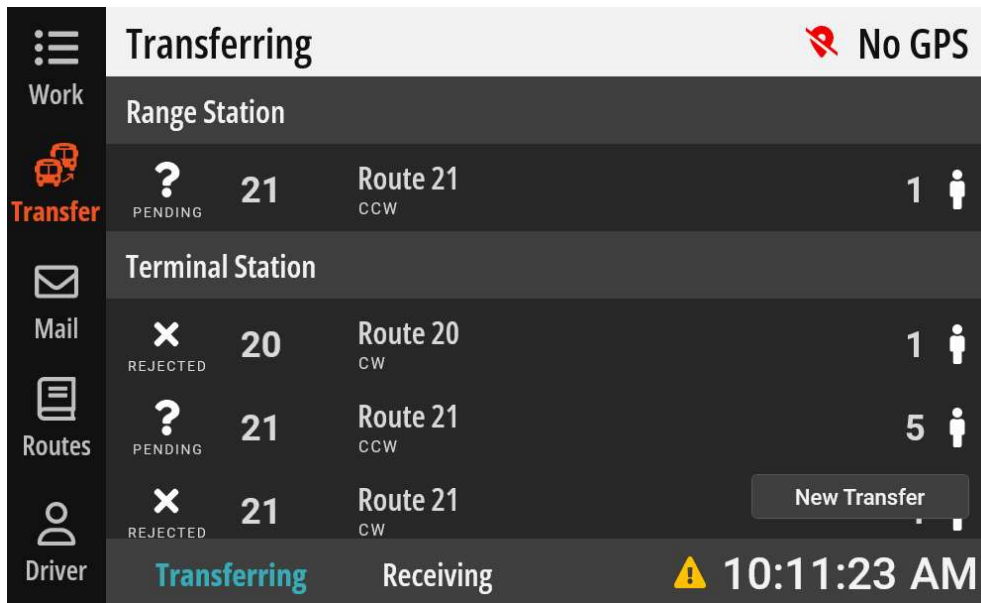 Transferring
No GPS
Work
Range Station
PENDING
21
Route 21
CCW
1
Transfer
Terminal Station
Mail
REJECTED
20
Route 20
CW
1
PENDING
21
Route 21
CCW
5
Routes
REJECTED
21
Route 21
CW
New Transfer
Driver
Transferring
Receiving
10:11:23 AM